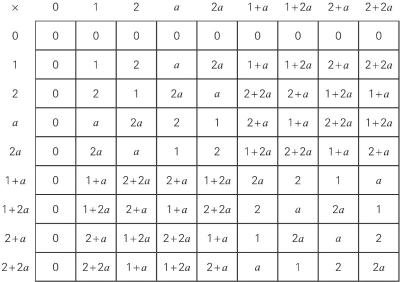 × 0 1 2 a 2a 1+a 1+2a 2+a 2+2a
0 0 0 0 0 0 0 0 0 0
1 0 1 2 a 2a 1+a 1+2a 2+a 2+2a
2 0 2 1 2a a 2+2a 2+a 1+2a 1+a
a 0 a 2a 2 1 2+a 1+a 2+2a 1+2a
2a 0 2a a 1 2 1+2a 2+2a 1+a 2+a
1+a 0 1+a 2+2a 2+a 1+2a 2a 2 1 a
1+2a 0 1+2a 2+a 1+a 2+2a 2 a 2a 1
2+a 0 2+a 1+2a 2+2a 1+a 1 2a a 2
2+2a 0 2+2a 1+a 1+2a 2+a a 1 2 2a